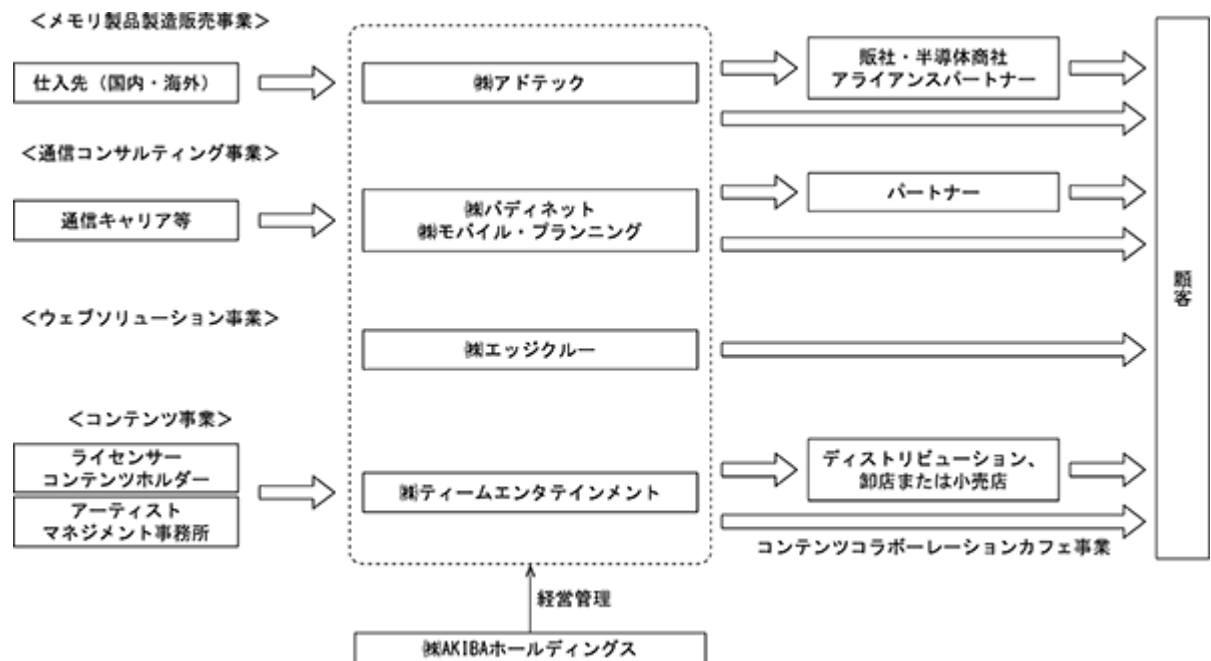 ＜メモリ製品製造販売事業＞
仕入先（国内・海外）
㈱アドテック
販社・半導体商社
アライアンスパートナー
＜通信コンサルティング事業＞
通信キャリア等
㈱バディネット
㈱モバイル・プランニング
パートナー
顧客
＜ウェブソリューション事業＞
㈱エッジクルー
＜コンテンツ事業＞
ライセンサー
コンテンツホルダー
アーティスト
マネジメント事務所
㈱ティームエンタテインメント
ディストリビューション、
卸店または小売店
コンテンツコラボーレーションカフェ事業
経営管理
㈱AKIBAホールディングス